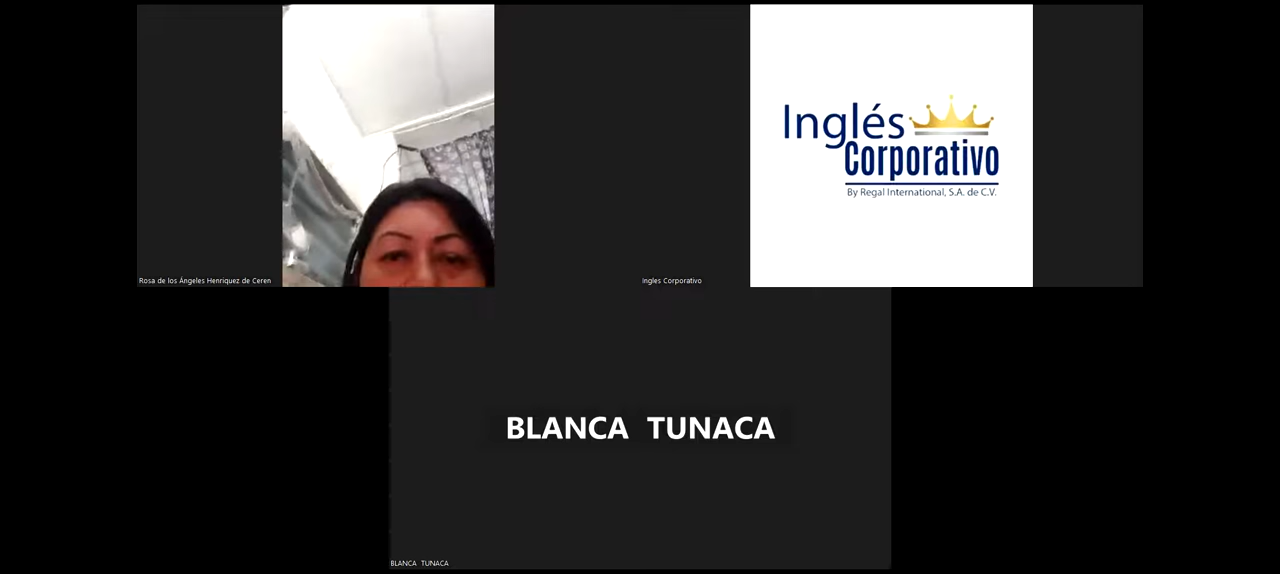 Inglés
Corporativo
By Regal International, S.A. de C.V.
Rosa de los Ángeles Henriquez de Ceren
Ingles Corporativo
BLANCA TUNACA
BLANCA TUNACA